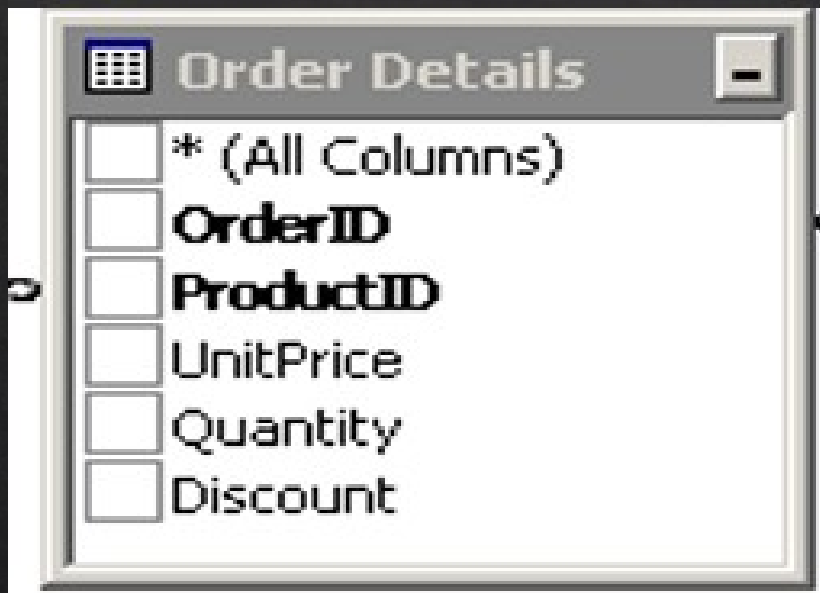 Order Details
* (All Columns)
OrderID
ProductID
UnitPrice
Quantity
Discount